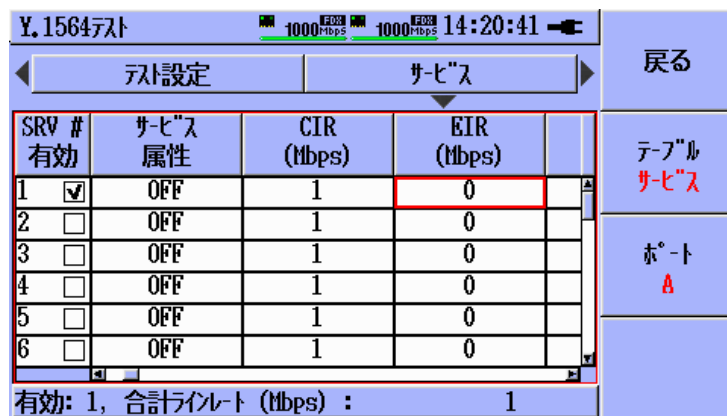 Y.1564ﾃｽﾄ 1000Mbps FDX 1000Mbps FDX 14:20:41
ﾃｽﾄ設定 ｻｰﾋﾞｽ
SRV # 有効 ｻｰﾋﾞｽ 属性 CIR (Mbps) EIR (Mbps)
1 OFF 1 0
2 OFF 1 0
3 OFF 1 0
4 OFF 1 0
5 OFF 1 0
6 OFF 1 0
有効: 1, 合計ﾗｲﾝﾚｰﾄ (Mbps) : 1
戻る
ﾃｰﾌﾞﾙ
ｻｰﾋﾞｽ
ﾎﾟｰﾄ
A